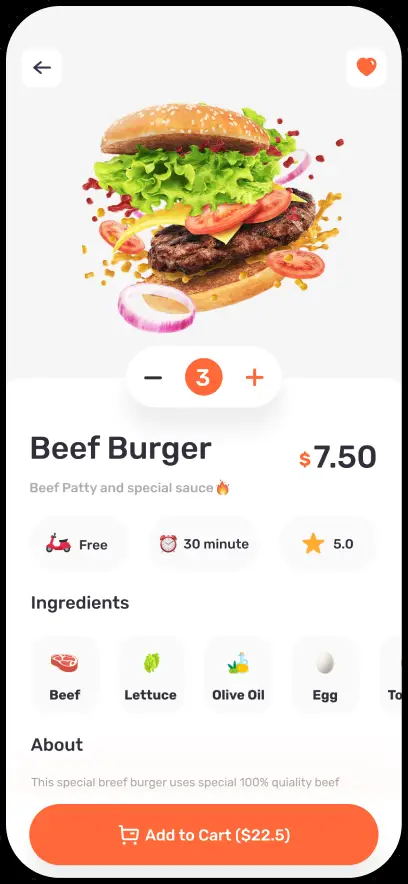 3
Beef Burger
$7.50
Beef Patty and special sauce🔥
Free
30 minute
5.0
Ingredients
Beef
Lettuce
Olive Oil
Egg
To
About
This special breef burger uses special 100% quiality beef
Add to Cart ($22.5)